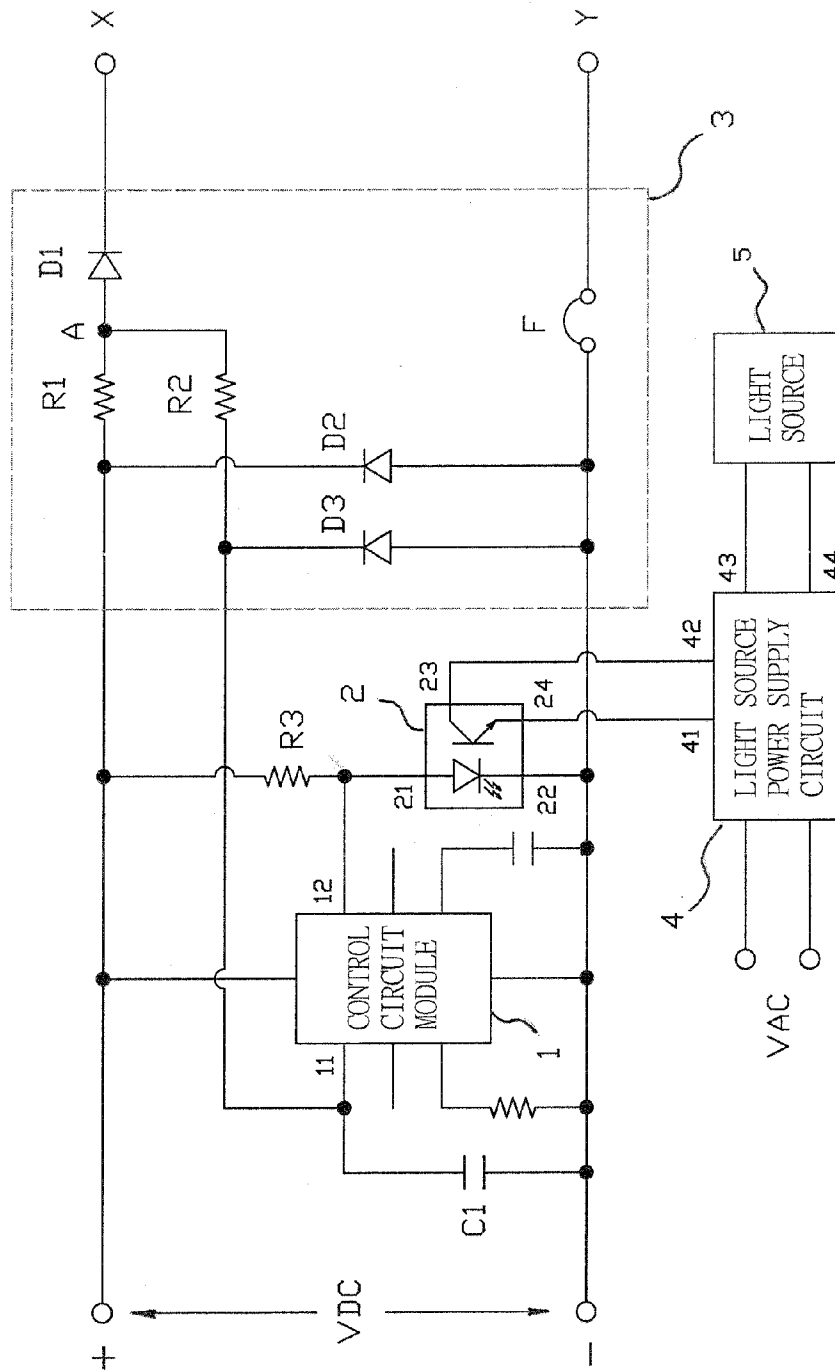 X
Y
3
D1
A
R1
R2
F
D2
D3
5
LIGHT
SOURCE
43
44
42
41
23
24
2
21
22
R3
LIGHT SOURCE
POWER SUPPLY
CIRCUIT
4
12
CONTROL
CIRCUIT
MODULE
11
1
VAC
C1
+
VDC
-